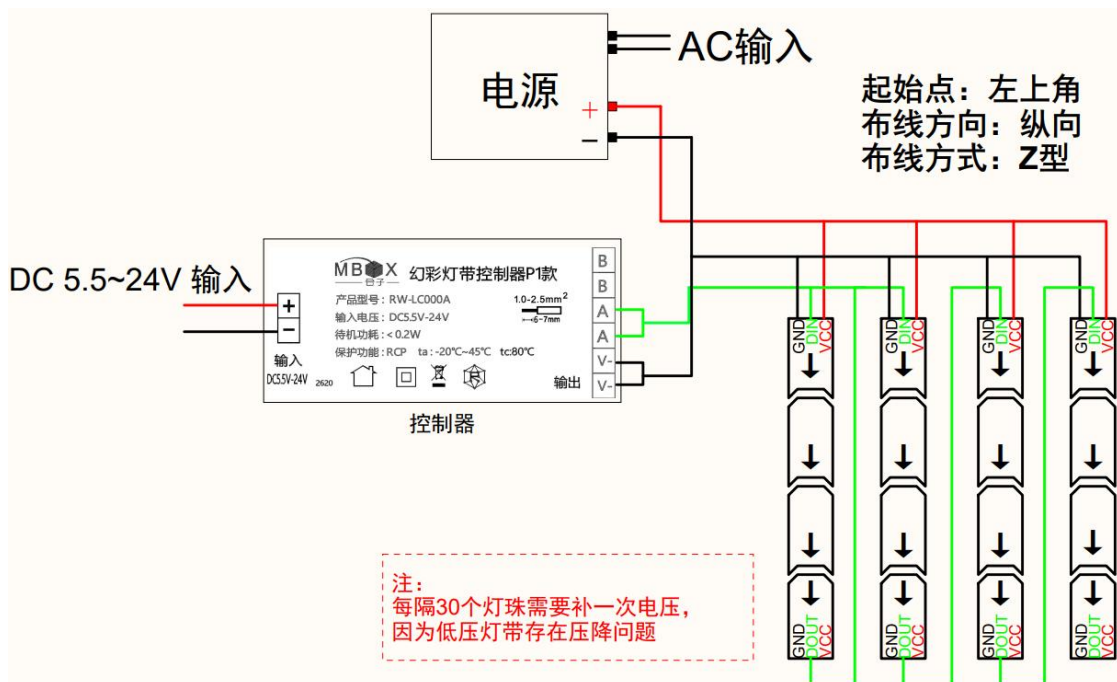 AC输入
电源
+
−
起始点：左上角
布线方向：纵向
布线方式：Z型
DC 5.5~24V 输入
MBOX
合子
幻彩灯带控制器P1款
产品型号：RW-LC000A
输入电压：DC5.5V-24V
待机功耗：< 0.2W
保护功能：RCP ta：-20℃~45℃ tc:80℃
1.0-2.5mm²
6-7mm
+
−
输入
DC5.5V-24V
2620
输出
B
B
A
A
V-
V-
控制器
GND DIN VCC
GND DIN VCC
GND DIN VCC
GND DIN VCC
GND DOUT VCC
GND DOUT VCC
GND DOUT VCC
GND DOUT VCC
注：
每隔30个灯珠需要补一次电压，
因为低压灯带存在压降问题